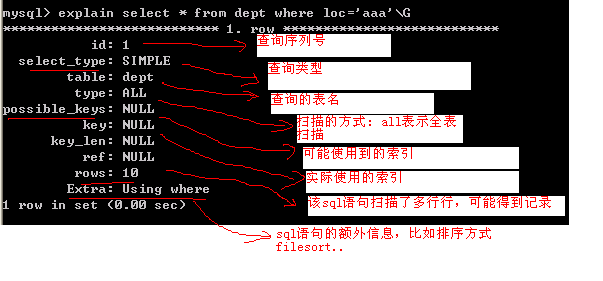 mysql> explain select * from dept where loc='aaa'\G
*************************** 1. row ***************************
id: 1
查询序列号
select_type: SIMPLE
查询类型
table: dept
查询的表名
type: ALL
扫描的方式: all表示全表
扫描
possible_keys: NULL
可能使用到的索引
key: NULL
实际使用的索引
key_len: NULL
ref: NULL
rows: 10
该sql语句扫描了多行行，可能得到记录
Extra: Using where
sql语句的额外信息，比如排序方式
filesort..
1 row in set (0.00 sec)